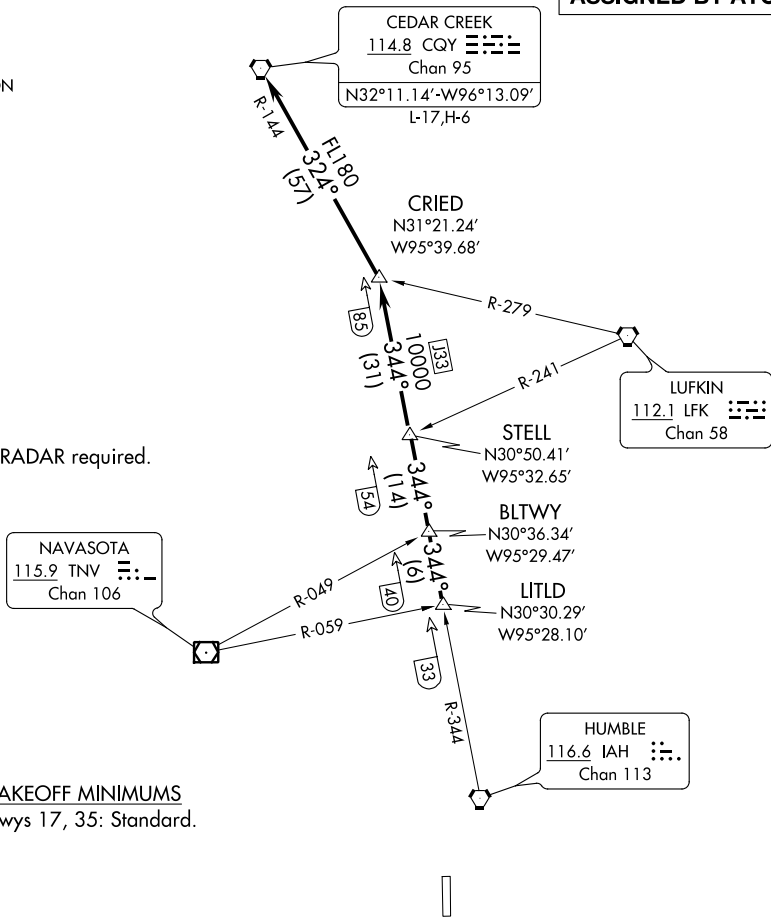 ASSIGNED BY ATC
CEDAR CREEK
114.8 CQY
Chan 95
N32°11.14'-W96°13.09'
L-17,H-6
ON
R-144
FL180
324°
(57)
CRIED
N31°21.24'
W95°39.68'
R-279
85
J33
10000
344°
(31)
R-241
LUFKIN
112.1 LFK
Chan 58
STELL
N30°50.41'
W95°32.65'
RADAR required.
54
344°
(14)
BLTWY
N30°36.34'
W95°29.47'
NAVASOTA
115.9 TNV
Chan 106
R-049
40
344°
(6)
LITLD
N30°30.29'
W95°28.10'
R-059
33
R-344
HUMBLE
116.6 IAH
Chan 113
AKEOFF MINIMUMS
wys 17, 35: Standard.